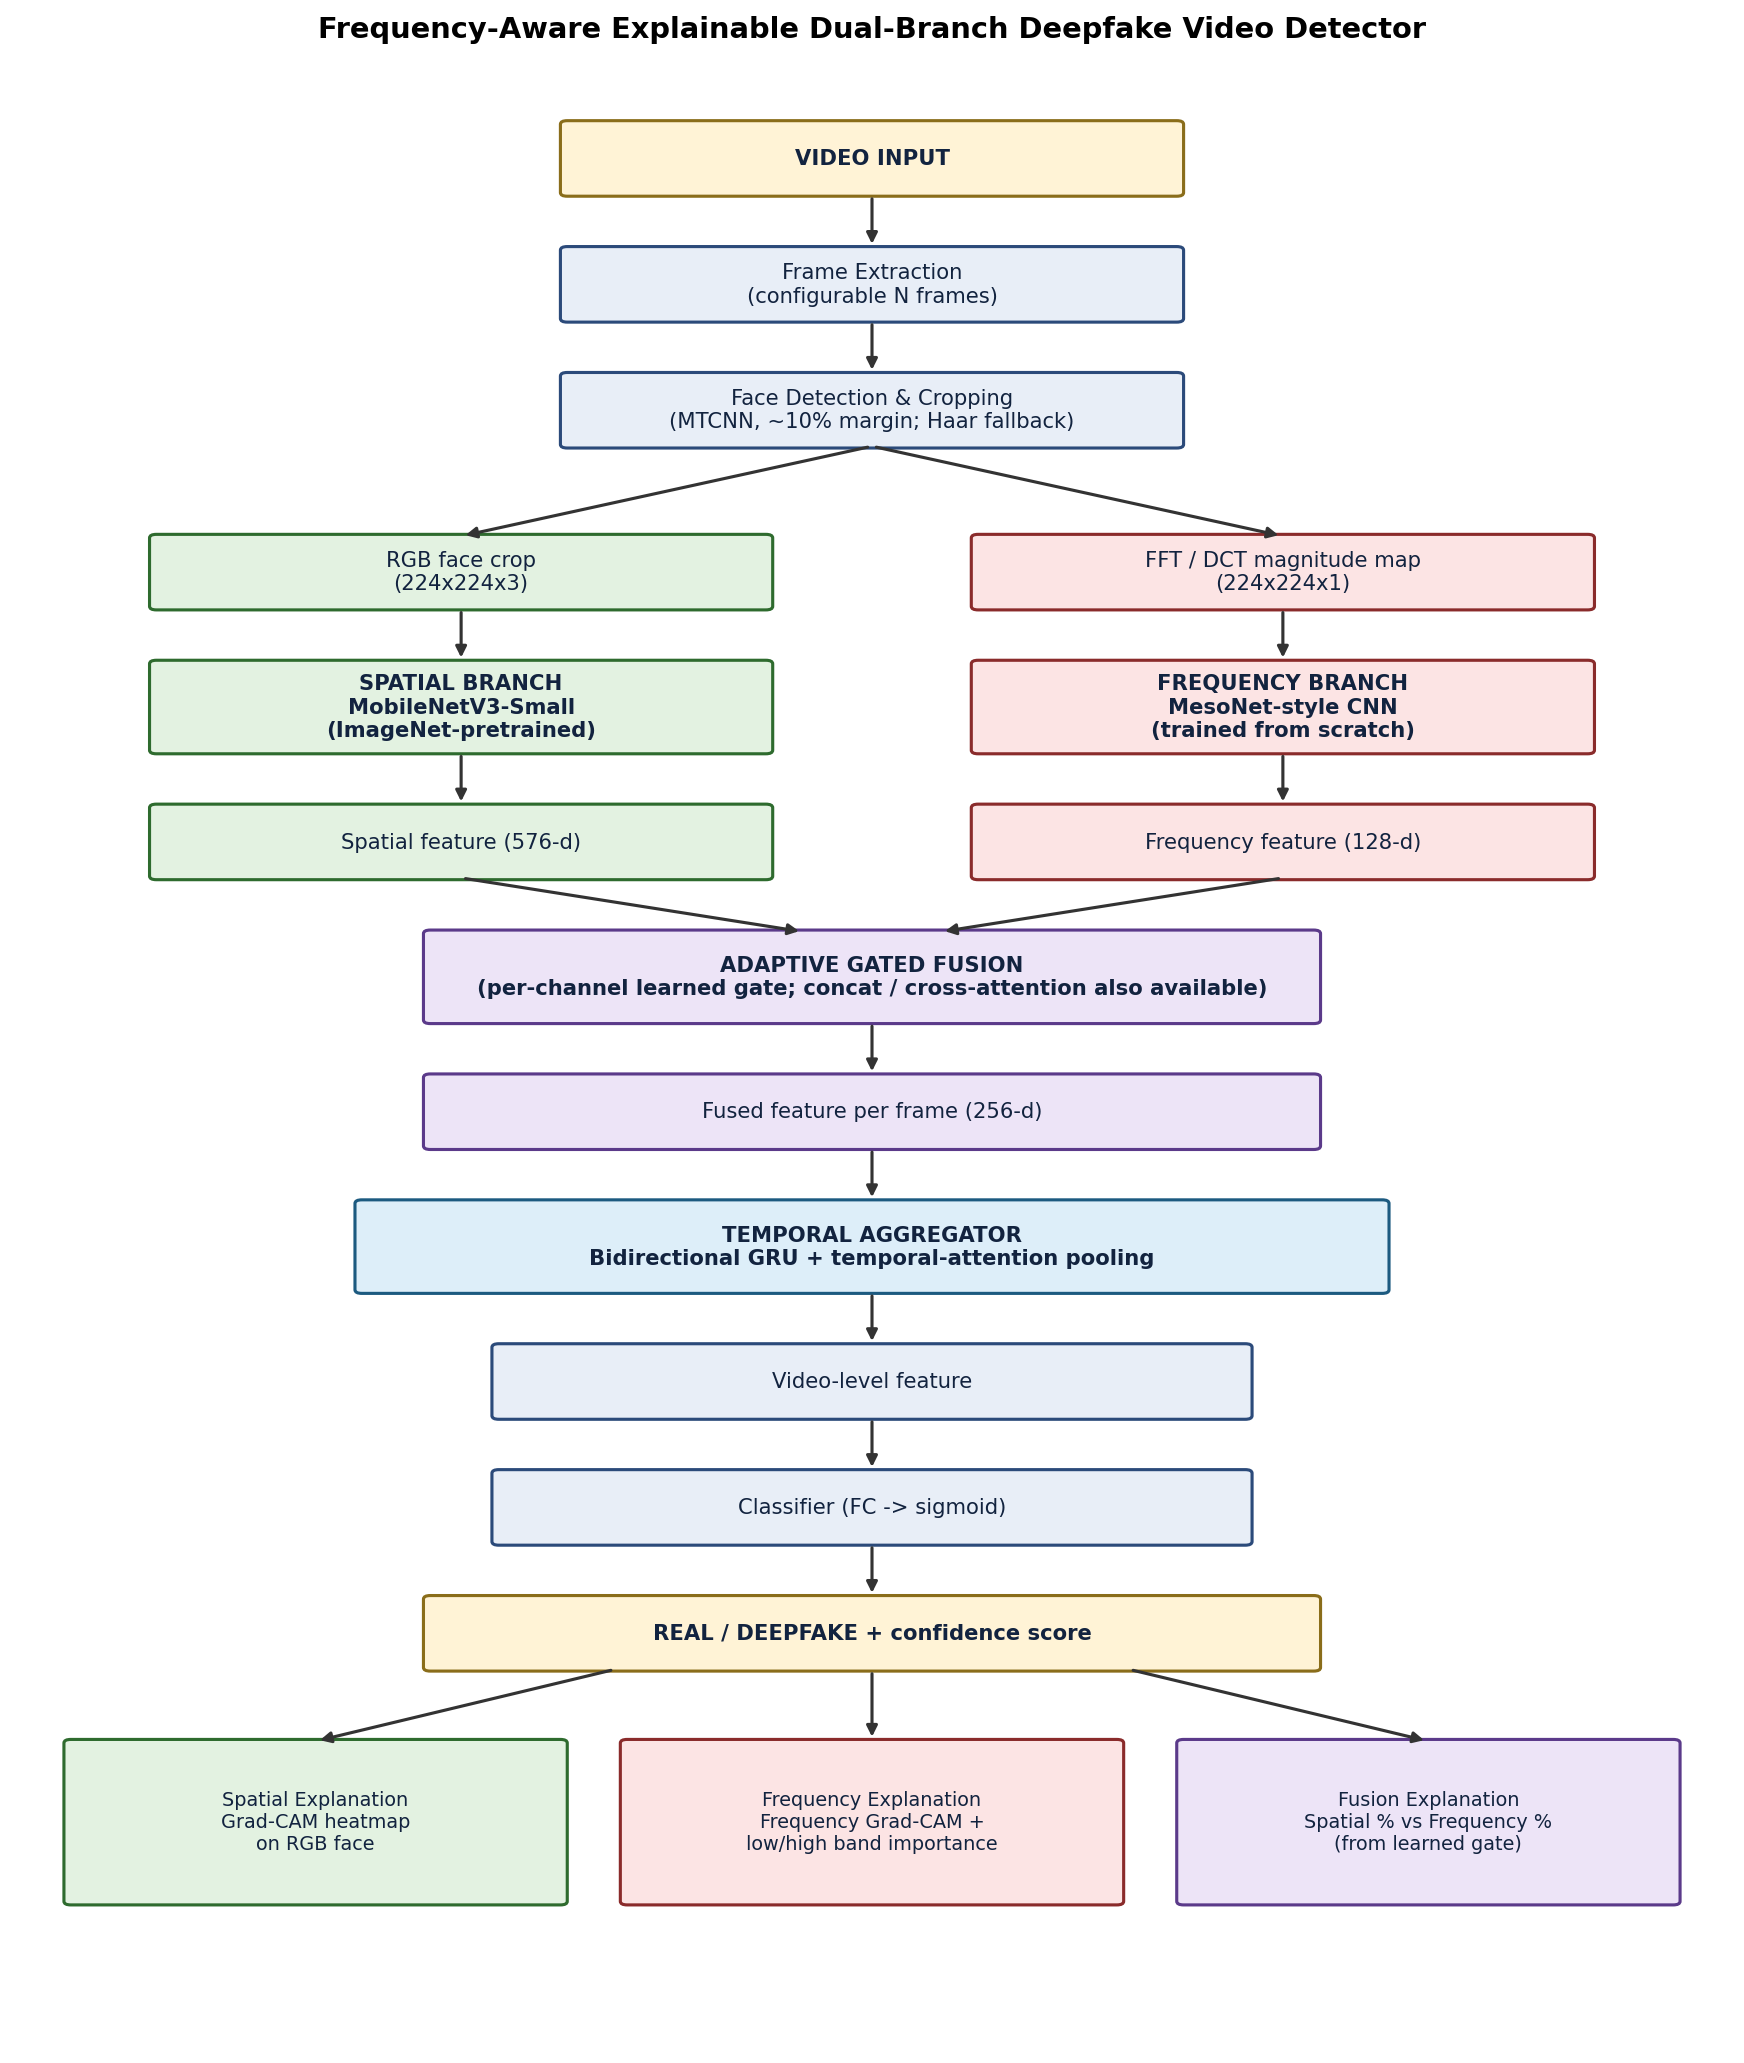 Frequency-Aware Explainable Dual-Branch Deepfake Video Detector
VIDEO INPUT
Frame Extraction
(configurable N frames)
Face Detection & Cropping
(MTCNN, ~10% margin; Haar fallback)
RGB face crop
(224x224x3)
FFT / DCT magnitude map
(224x224x1)
SPATIAL BRANCH
MobileNetV3-Small
(ImageNet-pretrained)
FREQUENCY BRANCH
MesoNet-style CNN
(trained from scratch)
Spatial feature (576-d)
Frequency feature (128-d)
ADAPTIVE GATED FUSION
(per-channel learned gate; concat / cross-attention also available)
Fused feature per frame (256-d)
TEMPORAL AGGREGATOR
Bidirectional GRU + temporal-attention pooling
Video-level feature
Classifier (FC -> sigmoid)
REAL / DEEPFAKE + confidence score
Spatial Explanation
Grad-CAM heatmap
on RGB face
Frequency Explanation
Frequency Grad-CAM +
low/high band importance
Fusion Explanation
Spatial % vs Frequency %
(from learned gate)